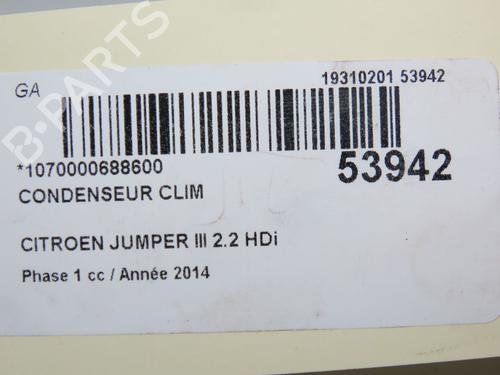 GA
19310201 53942
*1070000688600
53942
CONDENSEUR CLIM
CITROEN JUMPER III 2.2 HDi
Phase 1 cc / Année 2014
B-PARTS